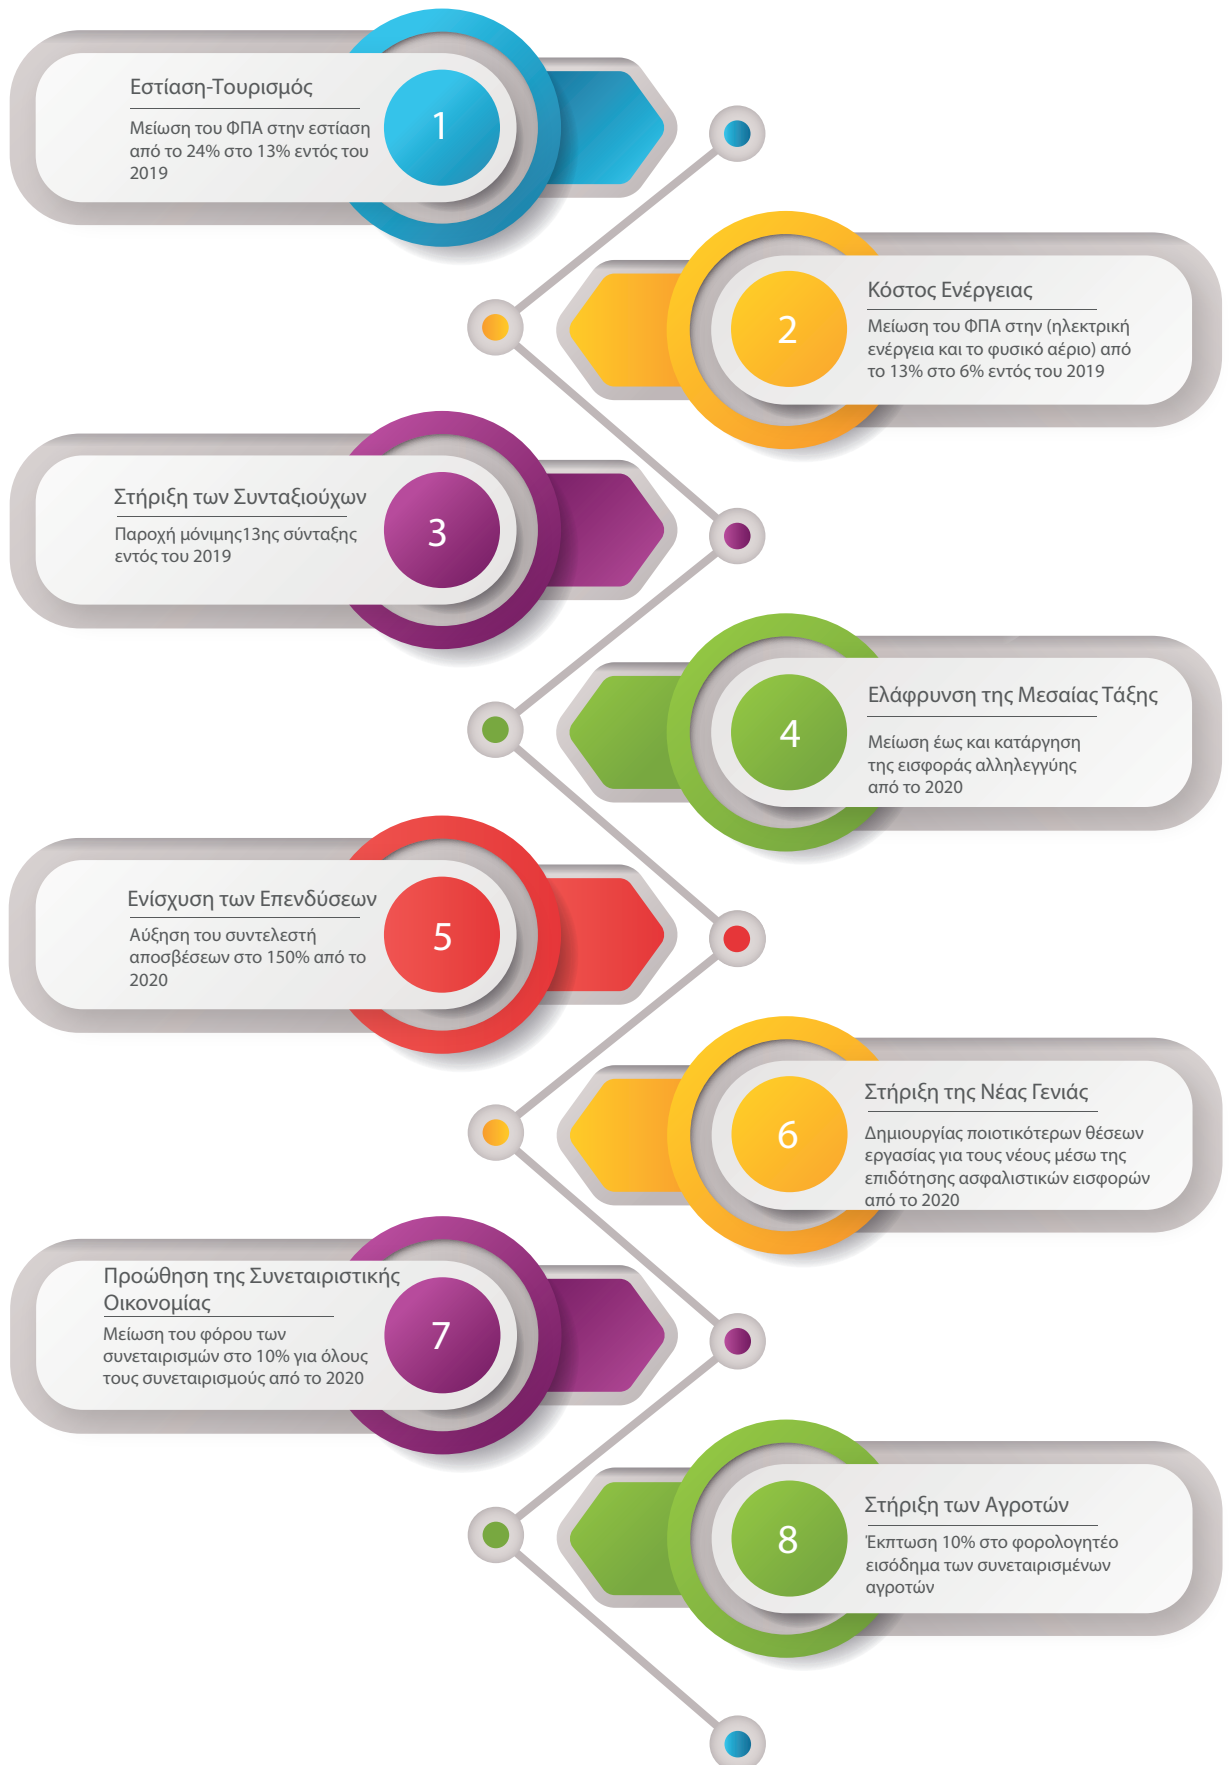 Εστίαση-Τουρισμός
Μείωση του ΦΠΑ στην εστίαση
από το 24% στο 13% εντός του
2019
1
2
Κόστος Ενέργειας
Μείωση του ΦΠΑ στην (ηλεκτρική
ενέργεια και το φυσικό αέριο) από
το 13% στο 6% εντός του 2019
Στήριξη των Συνταξιούχων
Παροχή μόνιμης13ης σύνταξης
εντός του 2019
3
4
Ελάφρυνση της Μεσαίας Τάξης
Μείωση έως και κατάργηση
της εισφοράς αλληλεγγύης
από το 2020
Ενίσχυση των Επενδύσεων
Αύξηση του συντελεστή
αποσβέσεων στο 150% από το
2020
5
6
Στήριξη της Νέας Γενιάς
Δημιουργίας ποιοτικότερων θέσεων
εργασίας για τους νέους μέσω της
επιδότησης ασφαλιστικών εισφορών
από το 2020
Προώθηση της Συνεταιριστικής
Οικονομίας
Μείωση του φόρου των
συνεταιρισμών στο 10% για όλους
τους συνεταιρισμούς από το 2020
7
8
Στήριξη των Αγροτών
Έκπτωση 10% στο φορολογητέο
εισόδημα των συνεταιρισμένων
αγροτών